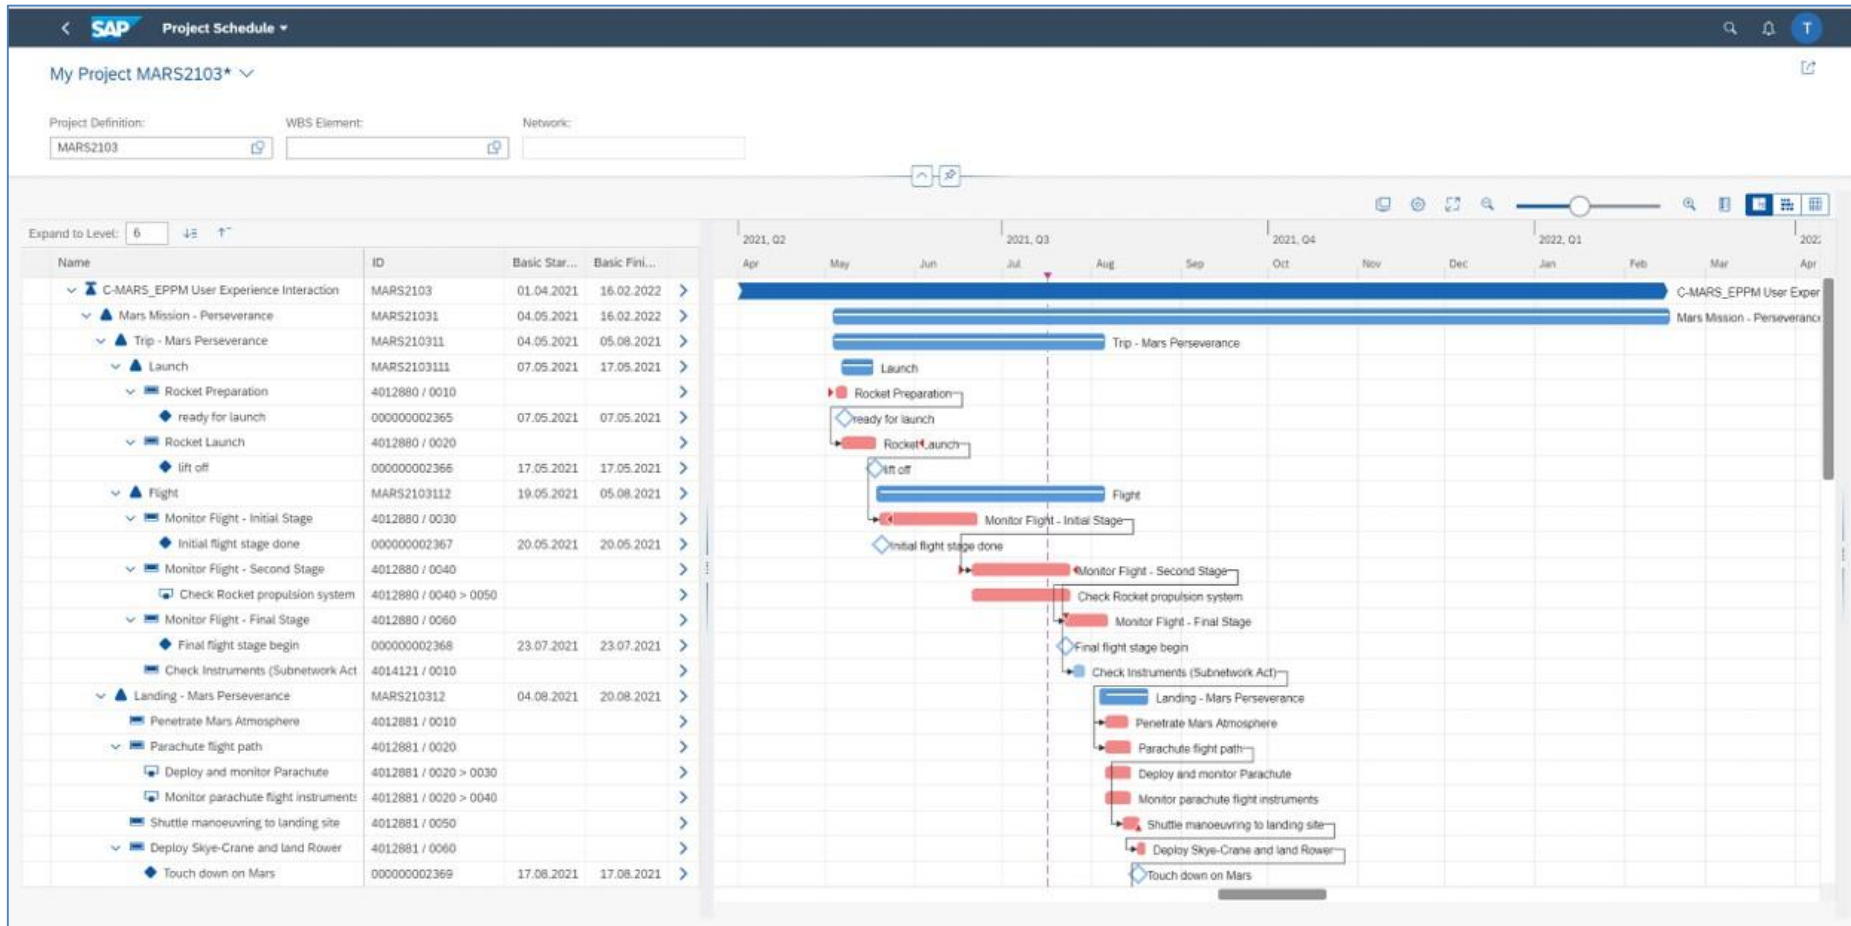 SAP Project Schedule
T
My Project MARS2103*
Project Definition: WBS Element: Network:
MARS2103
Expand to Level: 6
2021, Q2 2021, Q3 2021, Q4 2022, Q1
Name ID Basic Star... Basic Fini...
Apr May Jun Jul Aug Sep Oct Nov Dec Jan Feb Mar Apr
C-MARS_EPPM User Experience Interaction MARS2103 01.04.2021 16.02.2022 C-MARS_EPPM User Exper
Mars Mission - Perseverance MARS21031 04.05.2021 16.02.2022 Mars Mission - Perseverance
Trip - Mars Perseverance MARS210311 04.05.2021 05.08.2021 Trip - Mars Perseverance
Launch MARS2103111 07.05.2021 17.05.2021 Launch
Rocket Preparation 4012880 / 0010 Rocket Preparation
ready for launch 000000002365 07.05.2021 07.05.2021 ready for launch
Rocket Launch 4012880 / 0020 Rocket Launch
lift off 000000002366 17.05.2021 17.05.2021 lift off
Flight MARS2103112 19.05.2021 05.08.2021 Flight
Monitor Flight - Initial Stage 4012880 / 0030 Monitor Flight - Initial Stage
Initial flight stage done 000000002367 20.05.2021 20.05.2021 Initial flight stage done
Monitor Flight - Second Stage 4012880 / 0040 Monitor Flight - Second Stage
Check Rocket propulsion system 4012880 / 0040 > 0050 Check Rocket propulsion system
Monitor Flight - Final Stage 4012880 / 0060 Monitor Flight - Final Stage
Final flight stage begin 000000002368 23.07.2021 23.07.2021 Final flight stage begin
Check Instruments (Subnetwork Act 4014121 / 0010 Check Instruments (Subnetwork Act)
Landing - Mars Perseverance MARS210312 04.08.2021 20.08.2021 Landing - Mars Perseverance
Penetrate Mars Atmosphere 4012881 / 0010 Penetrate Mars Atmosphere
Parachute flight path 4012881 / 0020 Parachute flight path
Deploy and monitor Parachute 4012881 / 0020 > 0030 Deploy and monitor Parachute
Monitor parachute flight instruments 4012881 / 0020 > 0040 Monitor parachute flight instruments
Shuttle manoeuvring to landing site 4012881 / 0050 Shuttle manoeuvring to landing site
Deploy Skye-Crane and land Rower 4012881 / 0060 Deploy Skye-Crane and land Rower
Touch down on Mars 000000002369 17.08.2021 17.08.2021 Touch down on Mars